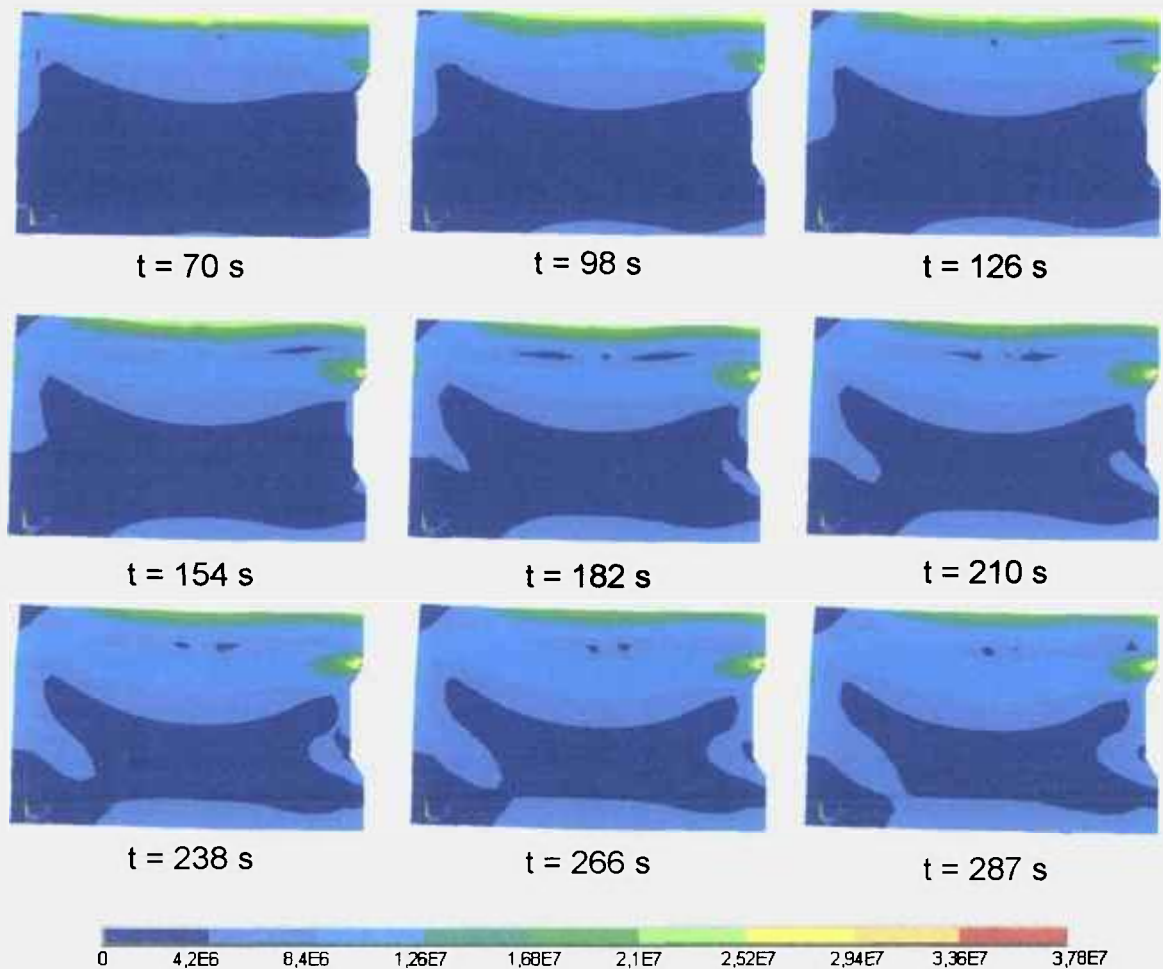 t = 70 s
t = 98 s
t = 126 s
t = 154 s
t = 182 s
t = 210 s
t = 238 s
t = 266 s
t = 287 s
0 4,2E6 8,4E6 1,26E7 1,68E7 2,1E7 2,52E7 2,94E7 3,36E7 3,78E7